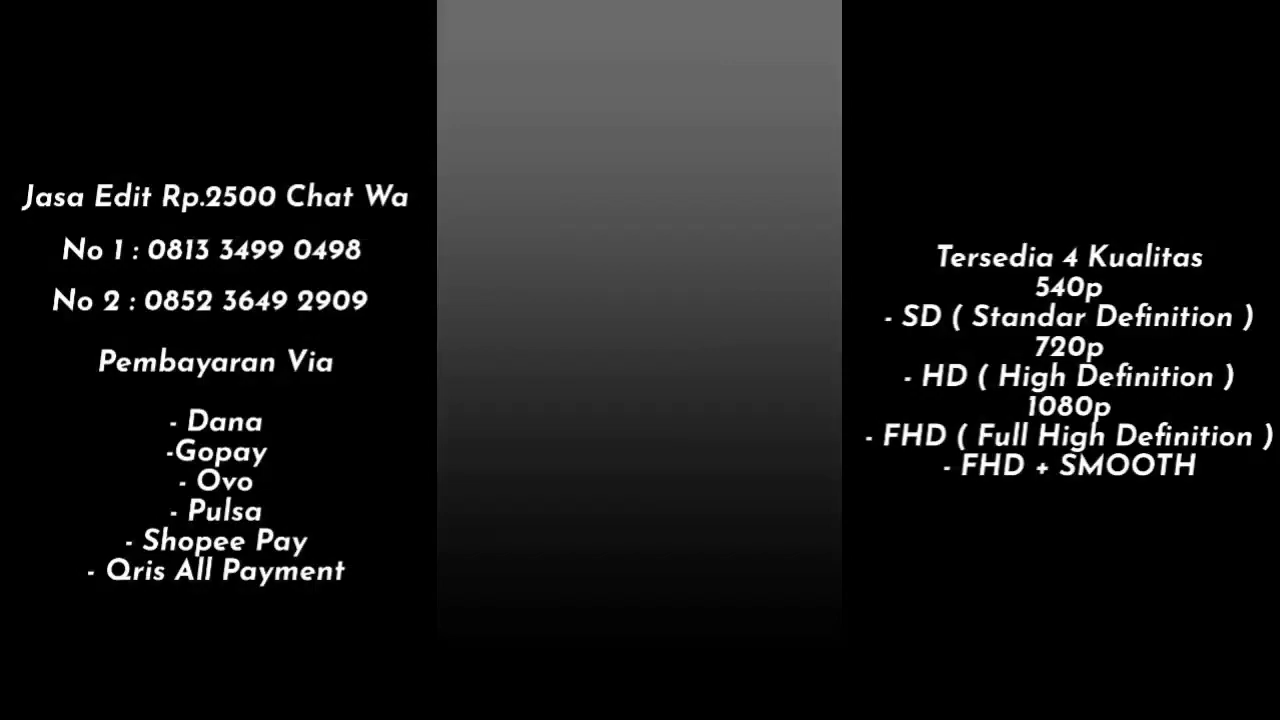 Jasa Edit Rp.2500 Chat Wa
No 1 : 0813 3499 0498
No 2 : 0852 3649 2909
Pembayaran Via
- Dana
-Gopay
- Ovo
- Pulsa
- Shopee Pay
- Qris All Payment
Tersedia 4 Kualitas
540p
- SD ( Standar Definition )
720p
- HD ( High Definition )
1080p
- FHD ( Full High Definition )
- FHD + SMOOTH